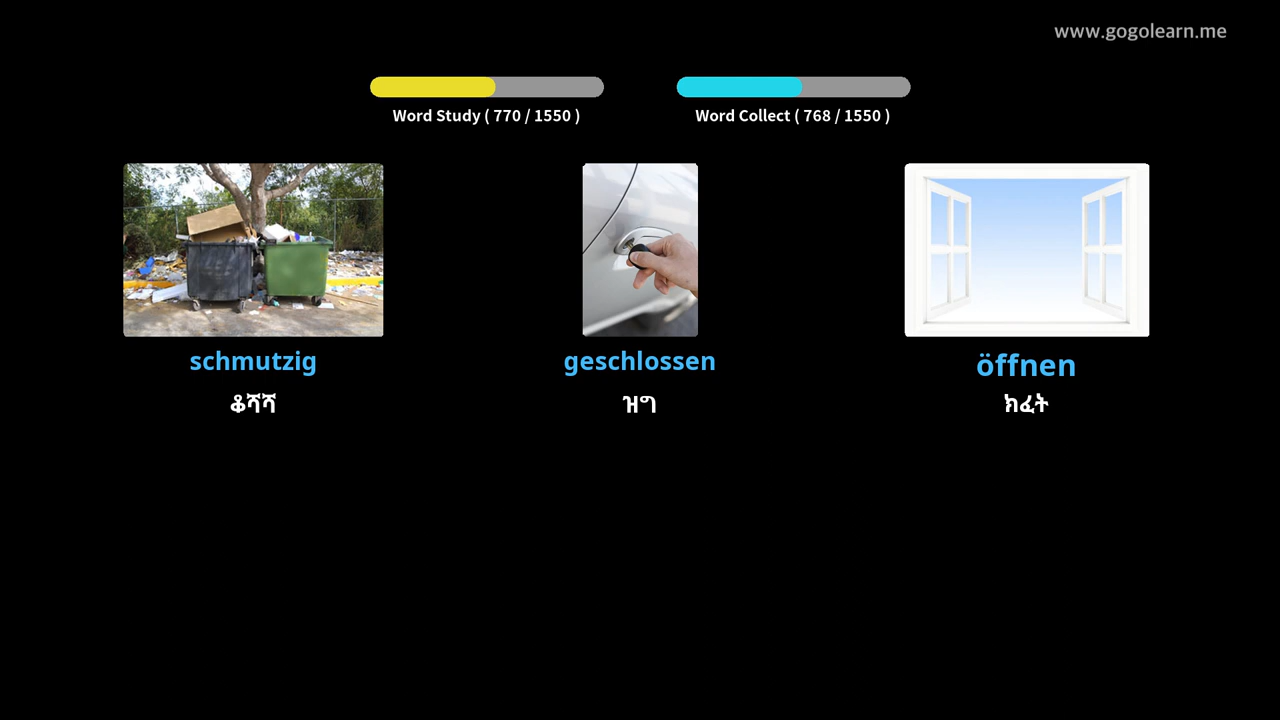 www.gogolearn.me
Word Study ( 770 / 1550 )
Word Collect ( 768 / 1550 )
schmutzig
ቆሻሻ
geschlossen
ዝግ
öffnen
ክፈት